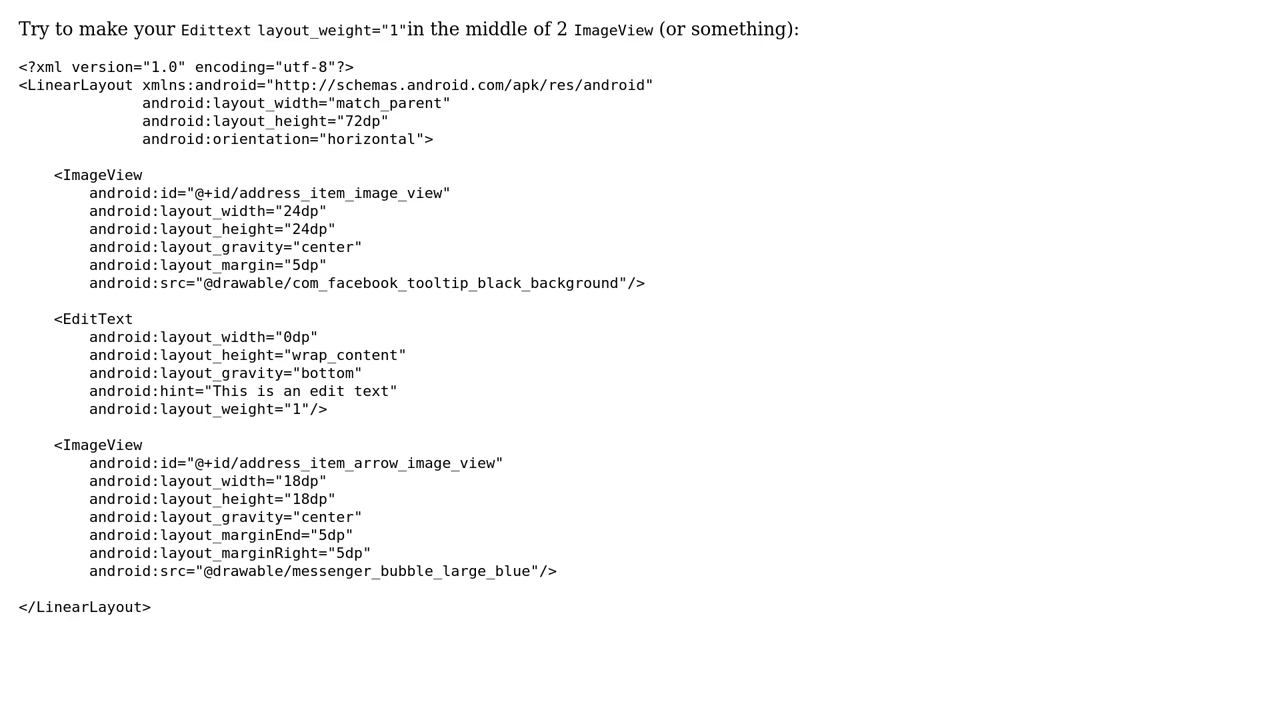 Try to make your Edittext layout_weight="1"in the middle of 2 ImageView (or something):
<?xml version="1.0" encoding="utf-8"?>
<LinearLayout xmlns:android="http://schemas.android.com/apk/res/android"
              android:layout_width="match_parent"
              android:layout_height="72dp"
              android:orientation="horizontal">

    <ImageView
        android:id="@+id/address_item_image_view"
        android:layout_width="24dp"
        android:layout_height="24dp"
        android:layout_gravity="center"
        android:layout_margin="5dp"
        android:src="@drawable/com_facebook_tooltip_black_background"/>

    <EditText
        android:layout_width="0dp"
        android:layout_height="wrap_content"
        android:layout_gravity="bottom"
        android:hint="This is an edit text"
        android:layout_weight="1"/>

    <ImageView
        android:id="@+id/address_item_arrow_image_view"
        android:layout_width="18dp"
        android:layout_height="18dp"
        android:layout_gravity="center"
        android:layout_marginEnd="5dp"
        android:layout_marginRight="5dp"
        android:src="@drawable/messenger_bubble_large_blue"/>

</LinearLayout>